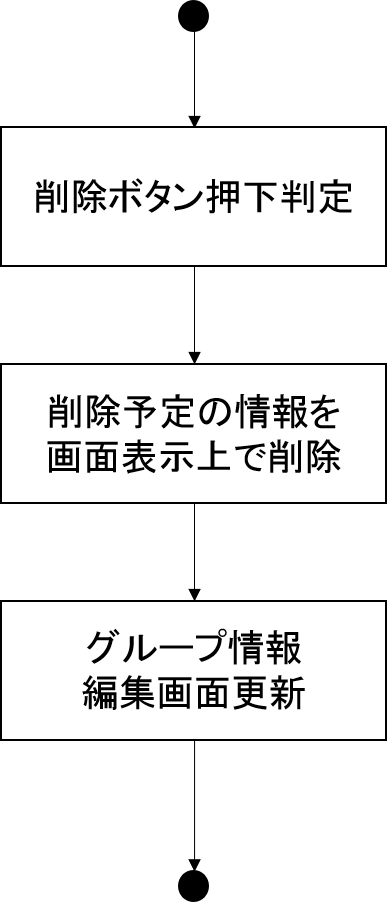 削除ボタン押下判定
削除予定の情報を
画面表示上で削除
グループ情報
編集画面更新